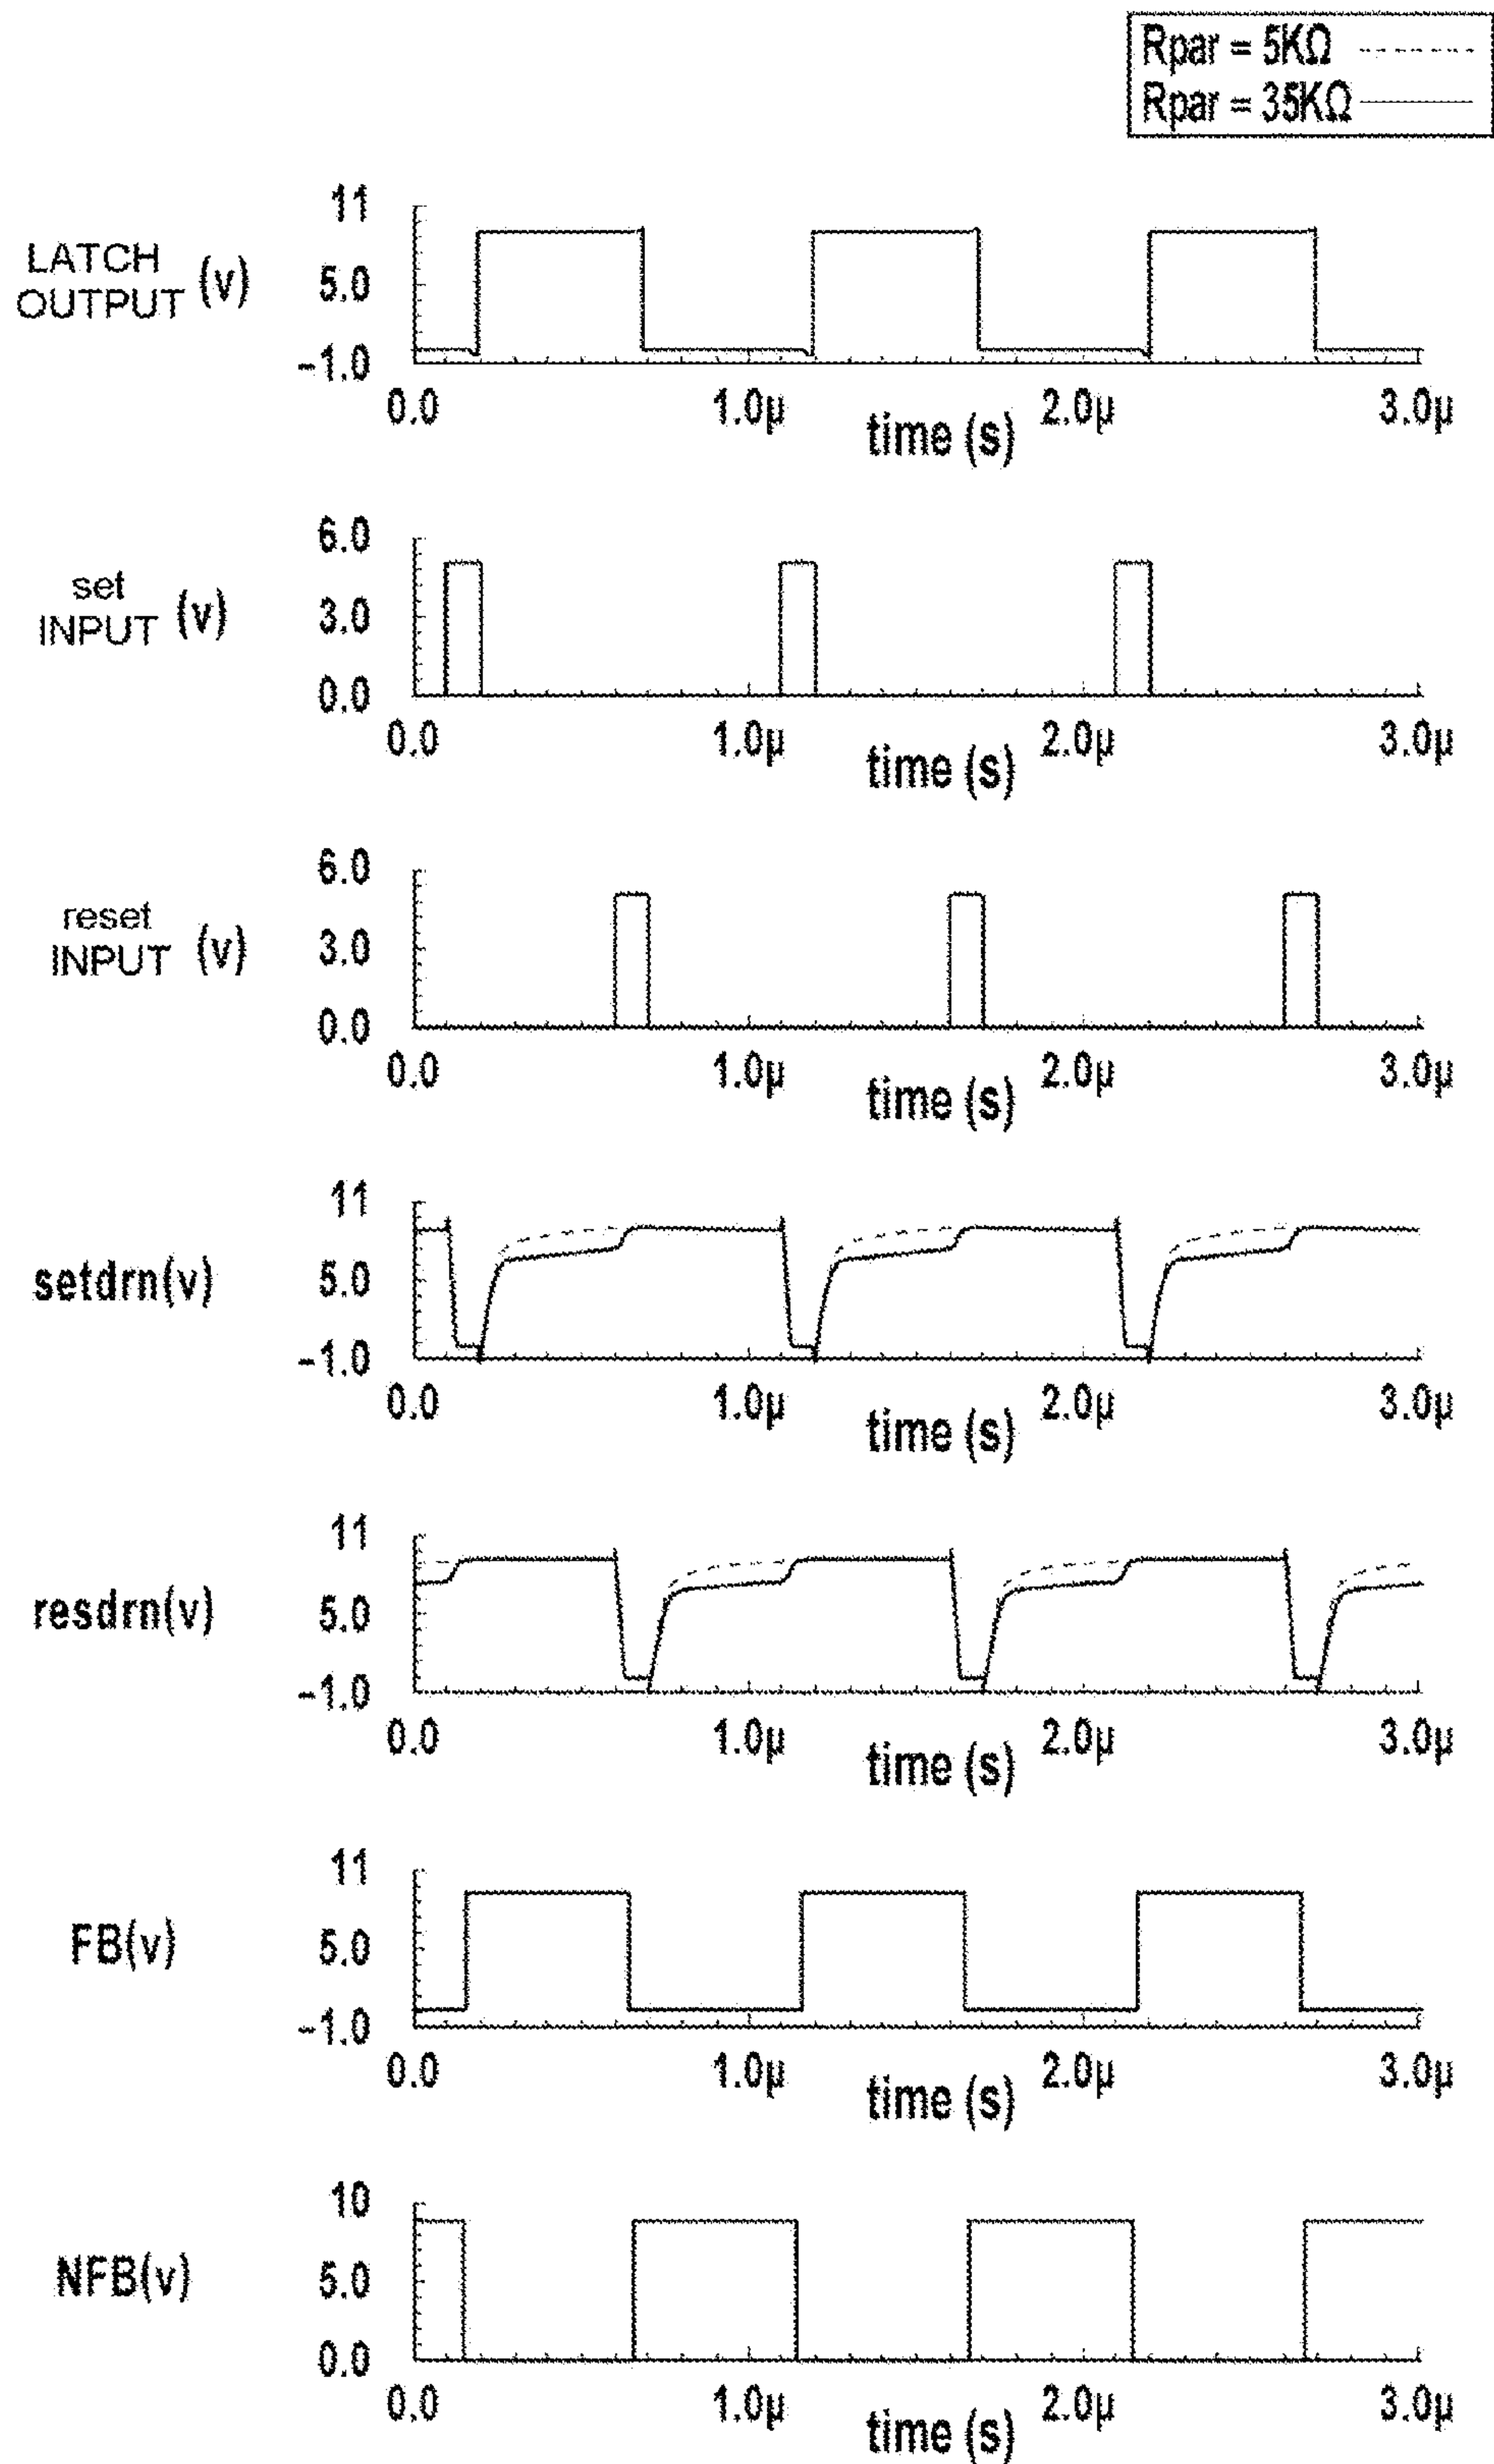 Rpar = 5KΩ
Rpar = 35KΩ
LATCH
OUTPUT (v)
11
5.0
-1.0
0.0 1.0µ 2.0µ 3.0µ
time (s)
set
INPUT (v)
6.0
3.0
0.0
0.0 1.0µ 2.0µ 3.0µ
time (s)
reset
INPUT (v)
6.0
3.0
0.0
0.0 1.0µ 2.0µ 3.0µ
time (s)
setdrn(v)
11
5.0
-1.0
0.0 1.0µ 2.0µ 3.0µ
time (s)
resdrn(v)
11
5.0
-1.0
0.0 1.0µ 2.0µ 3.0µ
time (s)
FB(v)
11
5.0
-1.0
0.0 1.0µ 2.0µ 3.0µ
time (s)
NFB(v)
10
5.0
0.0
0.0 1.0µ 2.0µ 3.0µ
time (s)